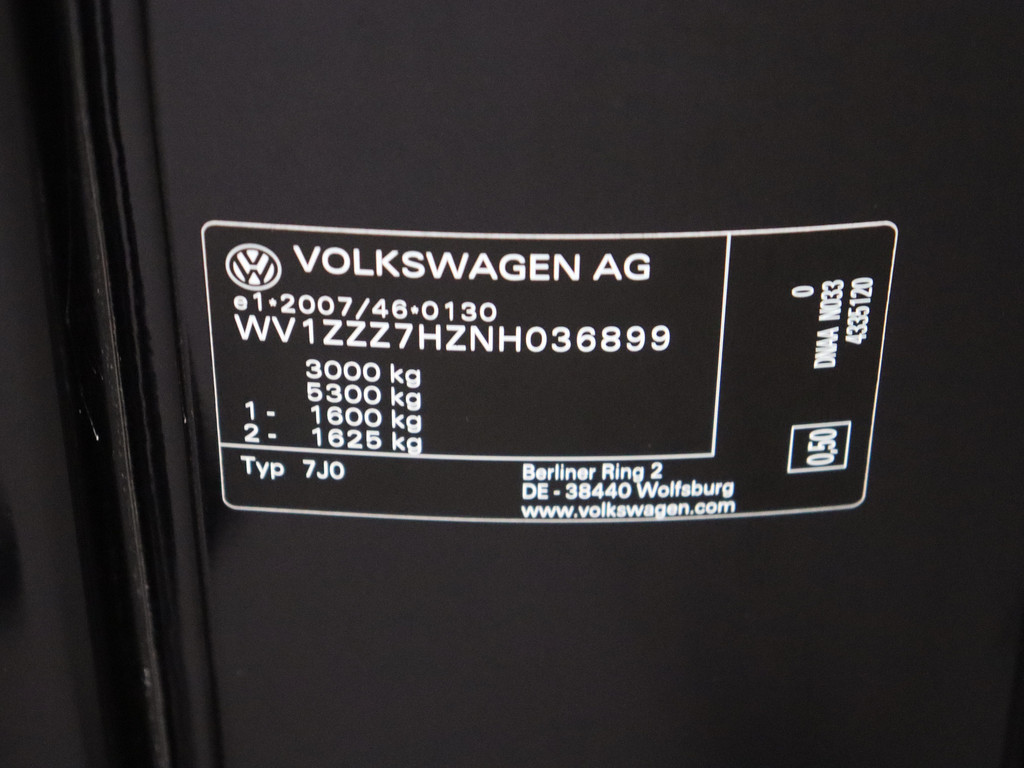 VOLKSWAGEN AG
e1*2007/46*0130
WV1ZZZ7HZNH036899
3000 kg
5300 kg
1 - 1600 kg
2 - 1625 kg
Typ 7J0
Berliner Ring 2
DE - 38440 Wolfsburg
www.volkswagen.com
0
DNAA N033
4335120
0,50